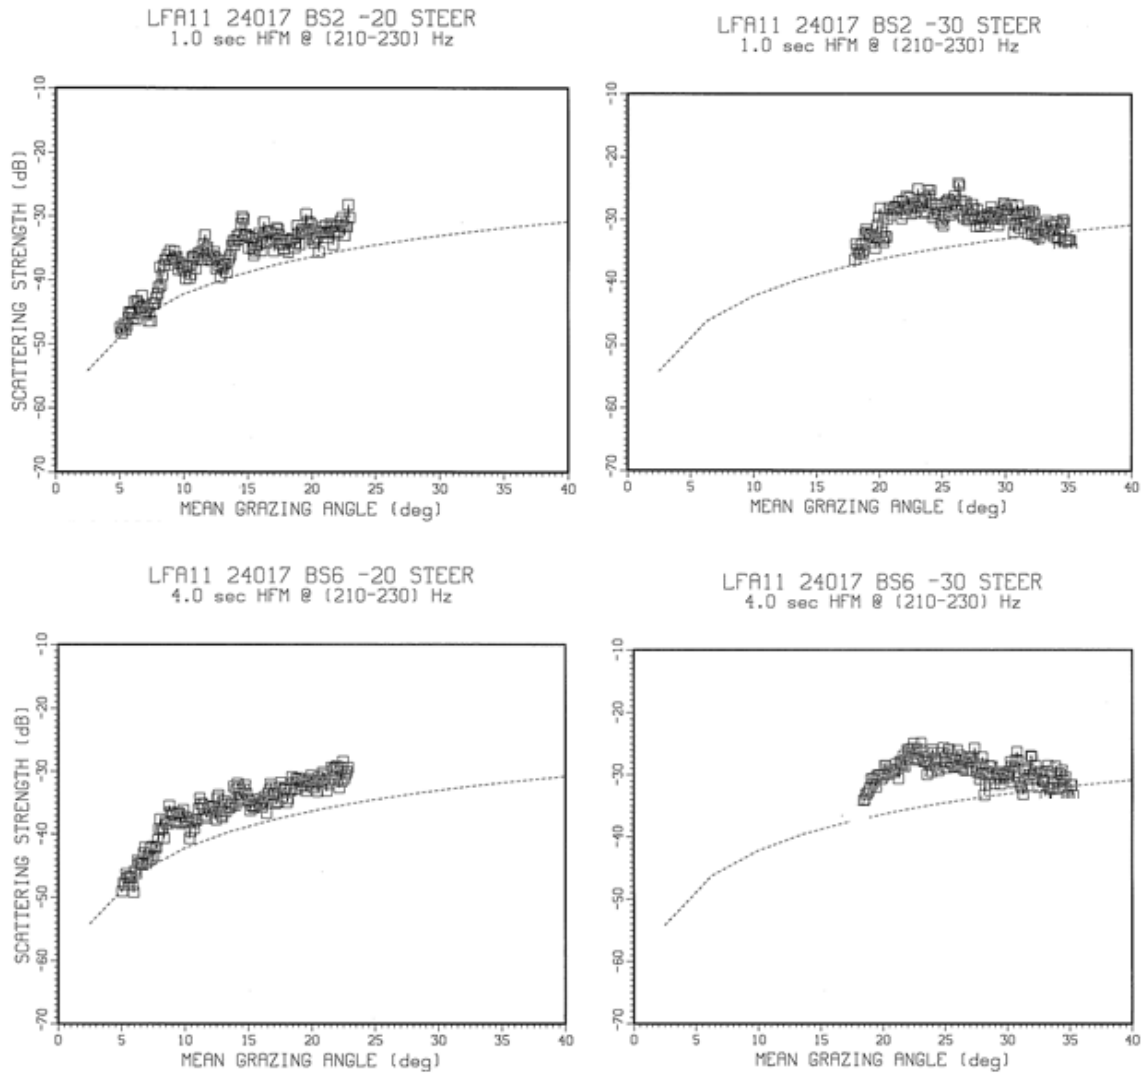 LFA11 24017 BS2 -20 STEER
1.0 sec HFM @ (210-230) Hz
SCATTERING STRENGTH (dB)
-10
-20
-30
-40
-50
-60
-70
0 5 10 15 20 25 30 35 40
MEAN GRAZING ANGLE (deg)
LFA11 24017 BS2 -30 STEER
1.0 sec HFM @ (210-230) Hz
-10
-20
-30
-40
-50
-60
-70
0 5 10 15 20 25 30 35 40
MEAN GRAZING ANGLE (deg)
LFA11 24017 BS6 -20 STEER
4.0 sec HFM @ (210-230) Hz
SCATTERING STRENGTH (dB)
-10
-20
-30
-40
-50
-60
-70
0 5 10 15 20 25 30 35 40
MEAN GRAZING ANGLE (deg)
LFA11 24017 BS6 -30 STEER
4.0 sec HFM @ (210-230) Hz
-10
-20
-30
-40
-50
-60
-70
0 5 10 15 20 25 30 35 40
MEAN GRAZING ANGLE (deg)